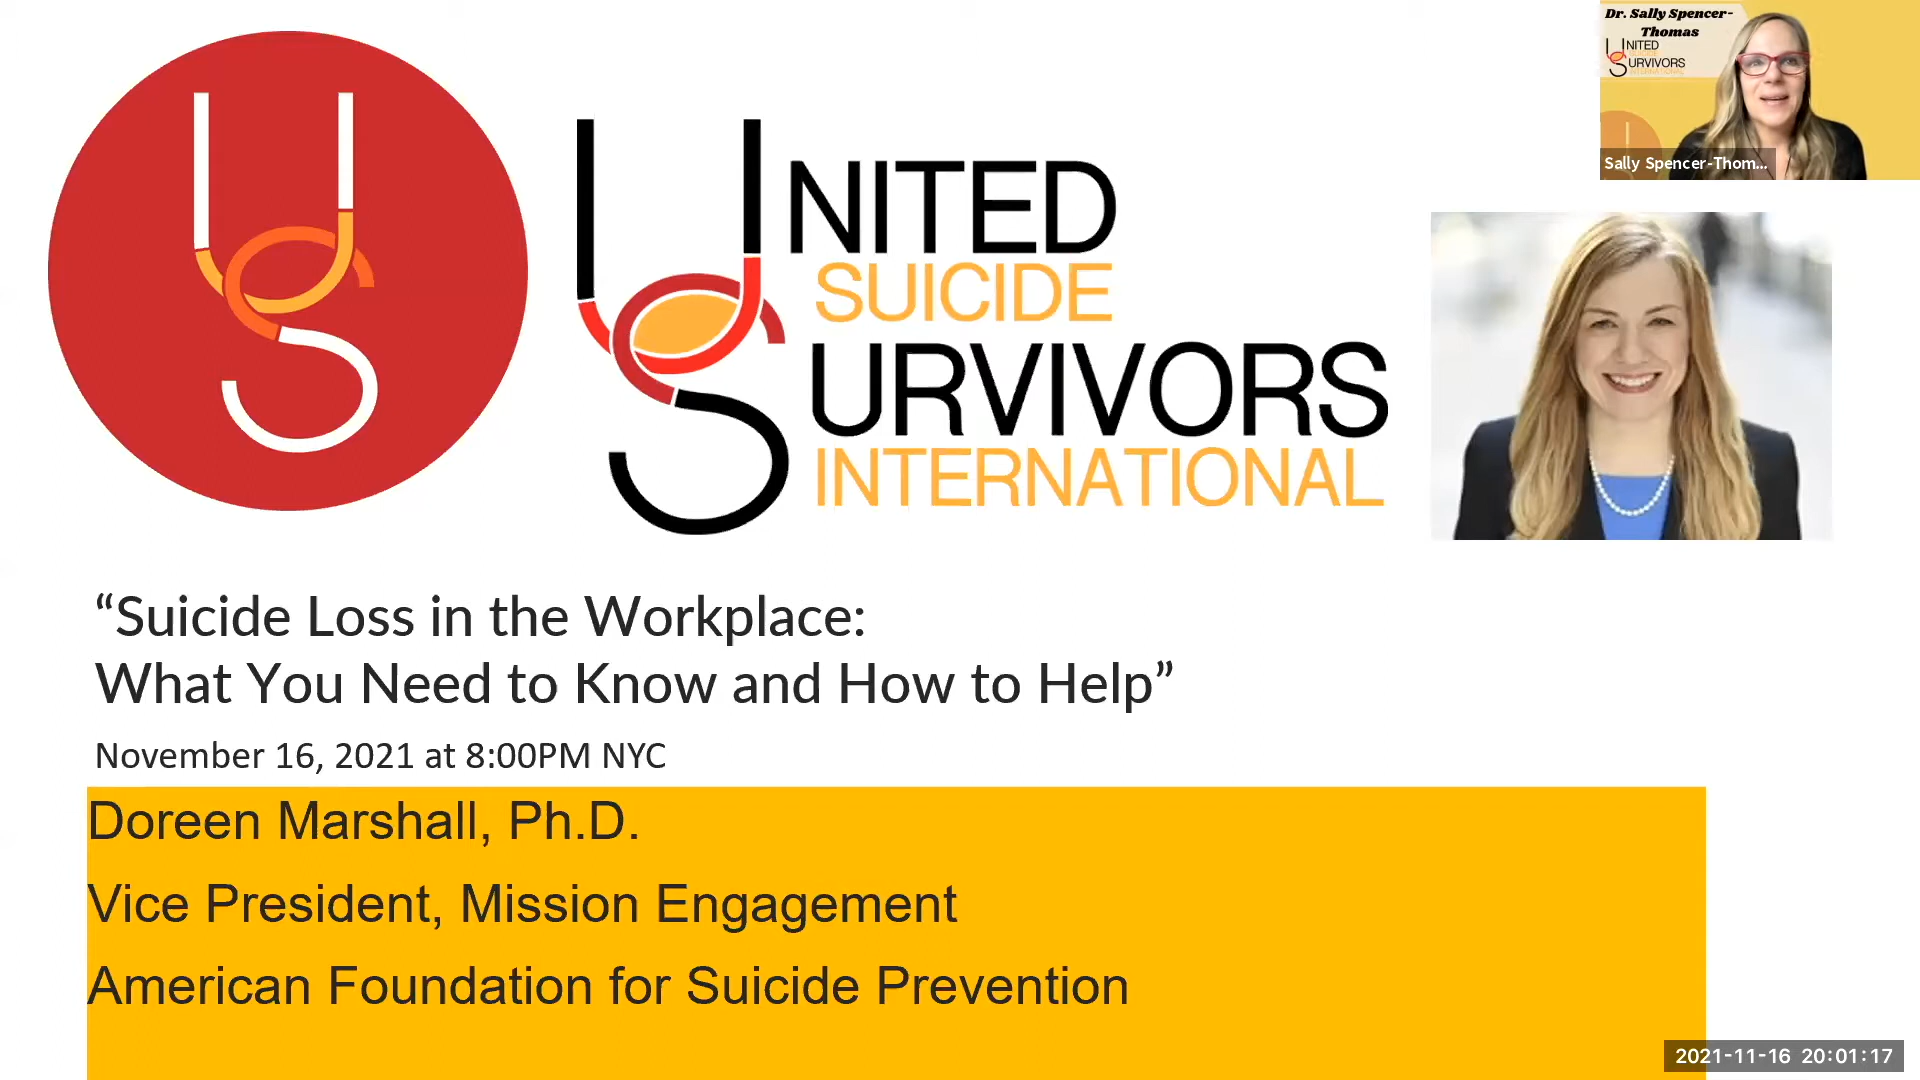 Dr. Sally Spencer-
Thomas
UNITED
SURVIVORS
INTERNATIONAL
Sally Spencer-Thom...
US
UNITED
SUICIDE
SURVIVORS
INTERNATIONAL
“Suicide Loss in the Workplace:
What You Need to Know and How to Help”
November 16, 2021 at 8:00PM NYC
Doreen Marshall, Ph.D.
Vice President, Mission Engagement
American Foundation for Suicide Prevention
2021-11-16 20:01:17